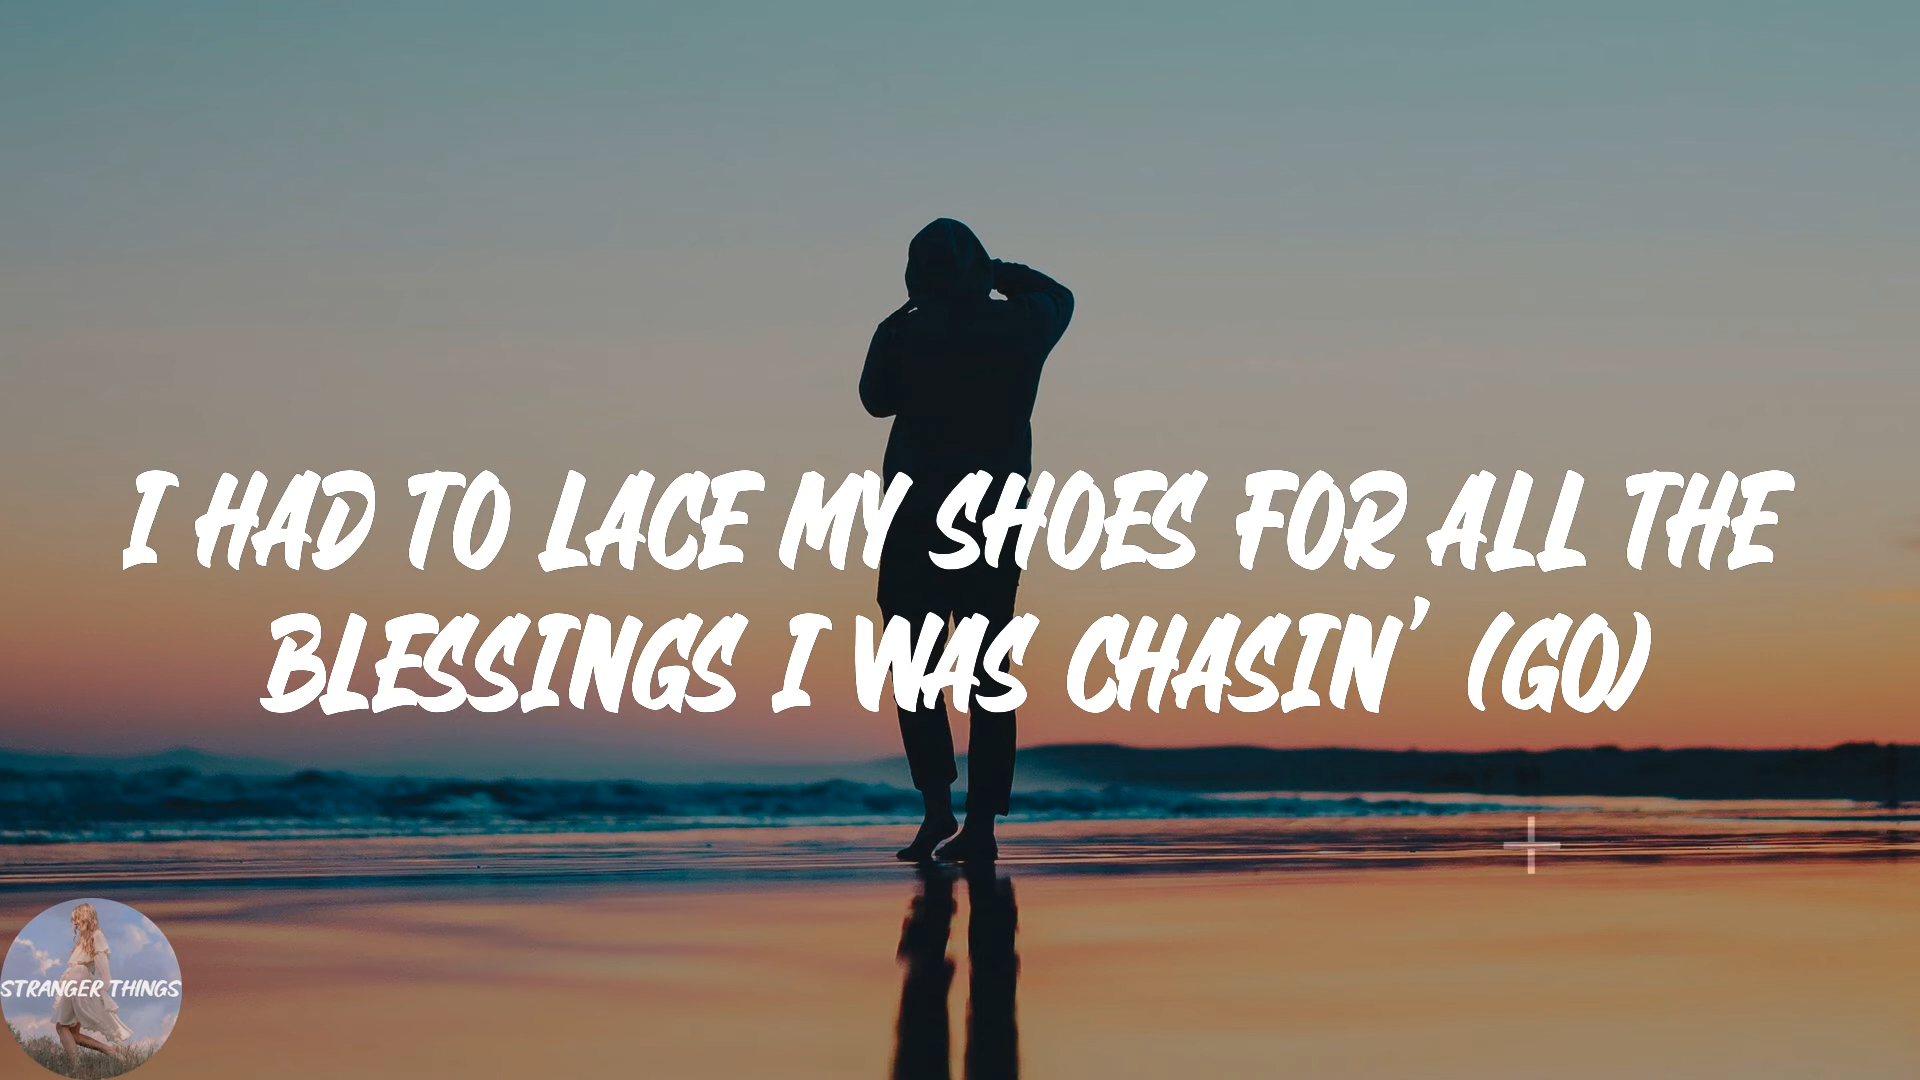 I HAD TO LACE MY SHOES FOR ALL THE
BLESSINGS I WAS CHASIN' (GO)
STRANGER THINGS